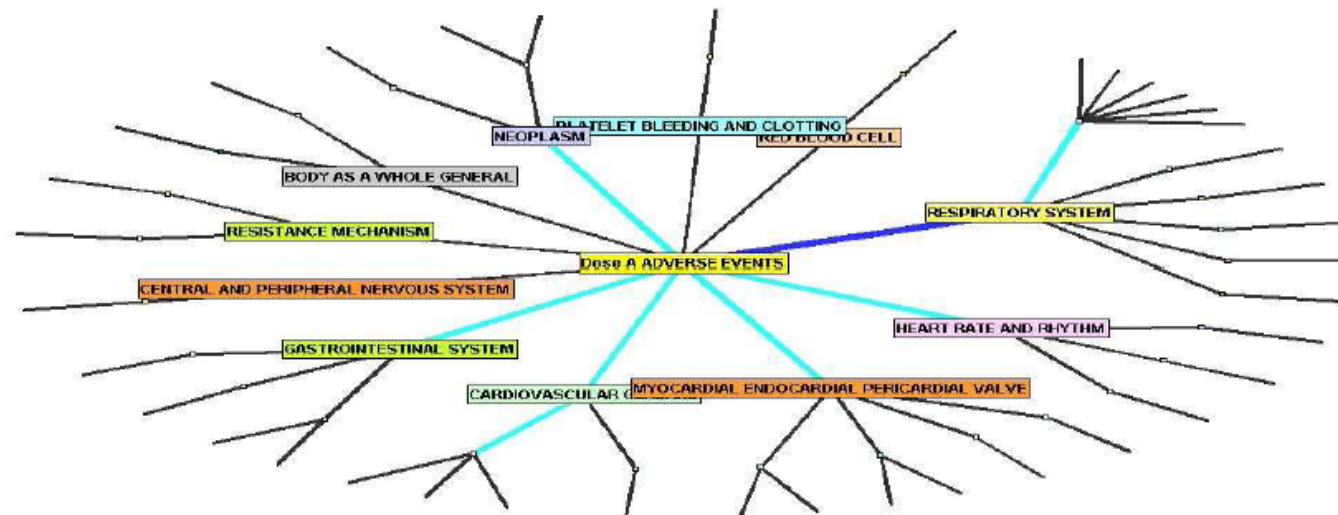 PLATELET BLEEDING AND CLOTTING
NEOPLASM
RED BLOOD CELL
BODY AS A WHOLE GENERAL
RESPIRATORY SYSTEM
RESISTANCE MECHANISM
Dose A ADVERSE EVENTS
CENTRAL AND PERIPHERAL NERVOUS SYSTEM
HEART RATE AND RHYTHM
GASTROINTESTINAL SYSTEM
MYOCARDIAL ENDOCARDIAL PERICARDIAL VALVE
CARDIOVASCULAR